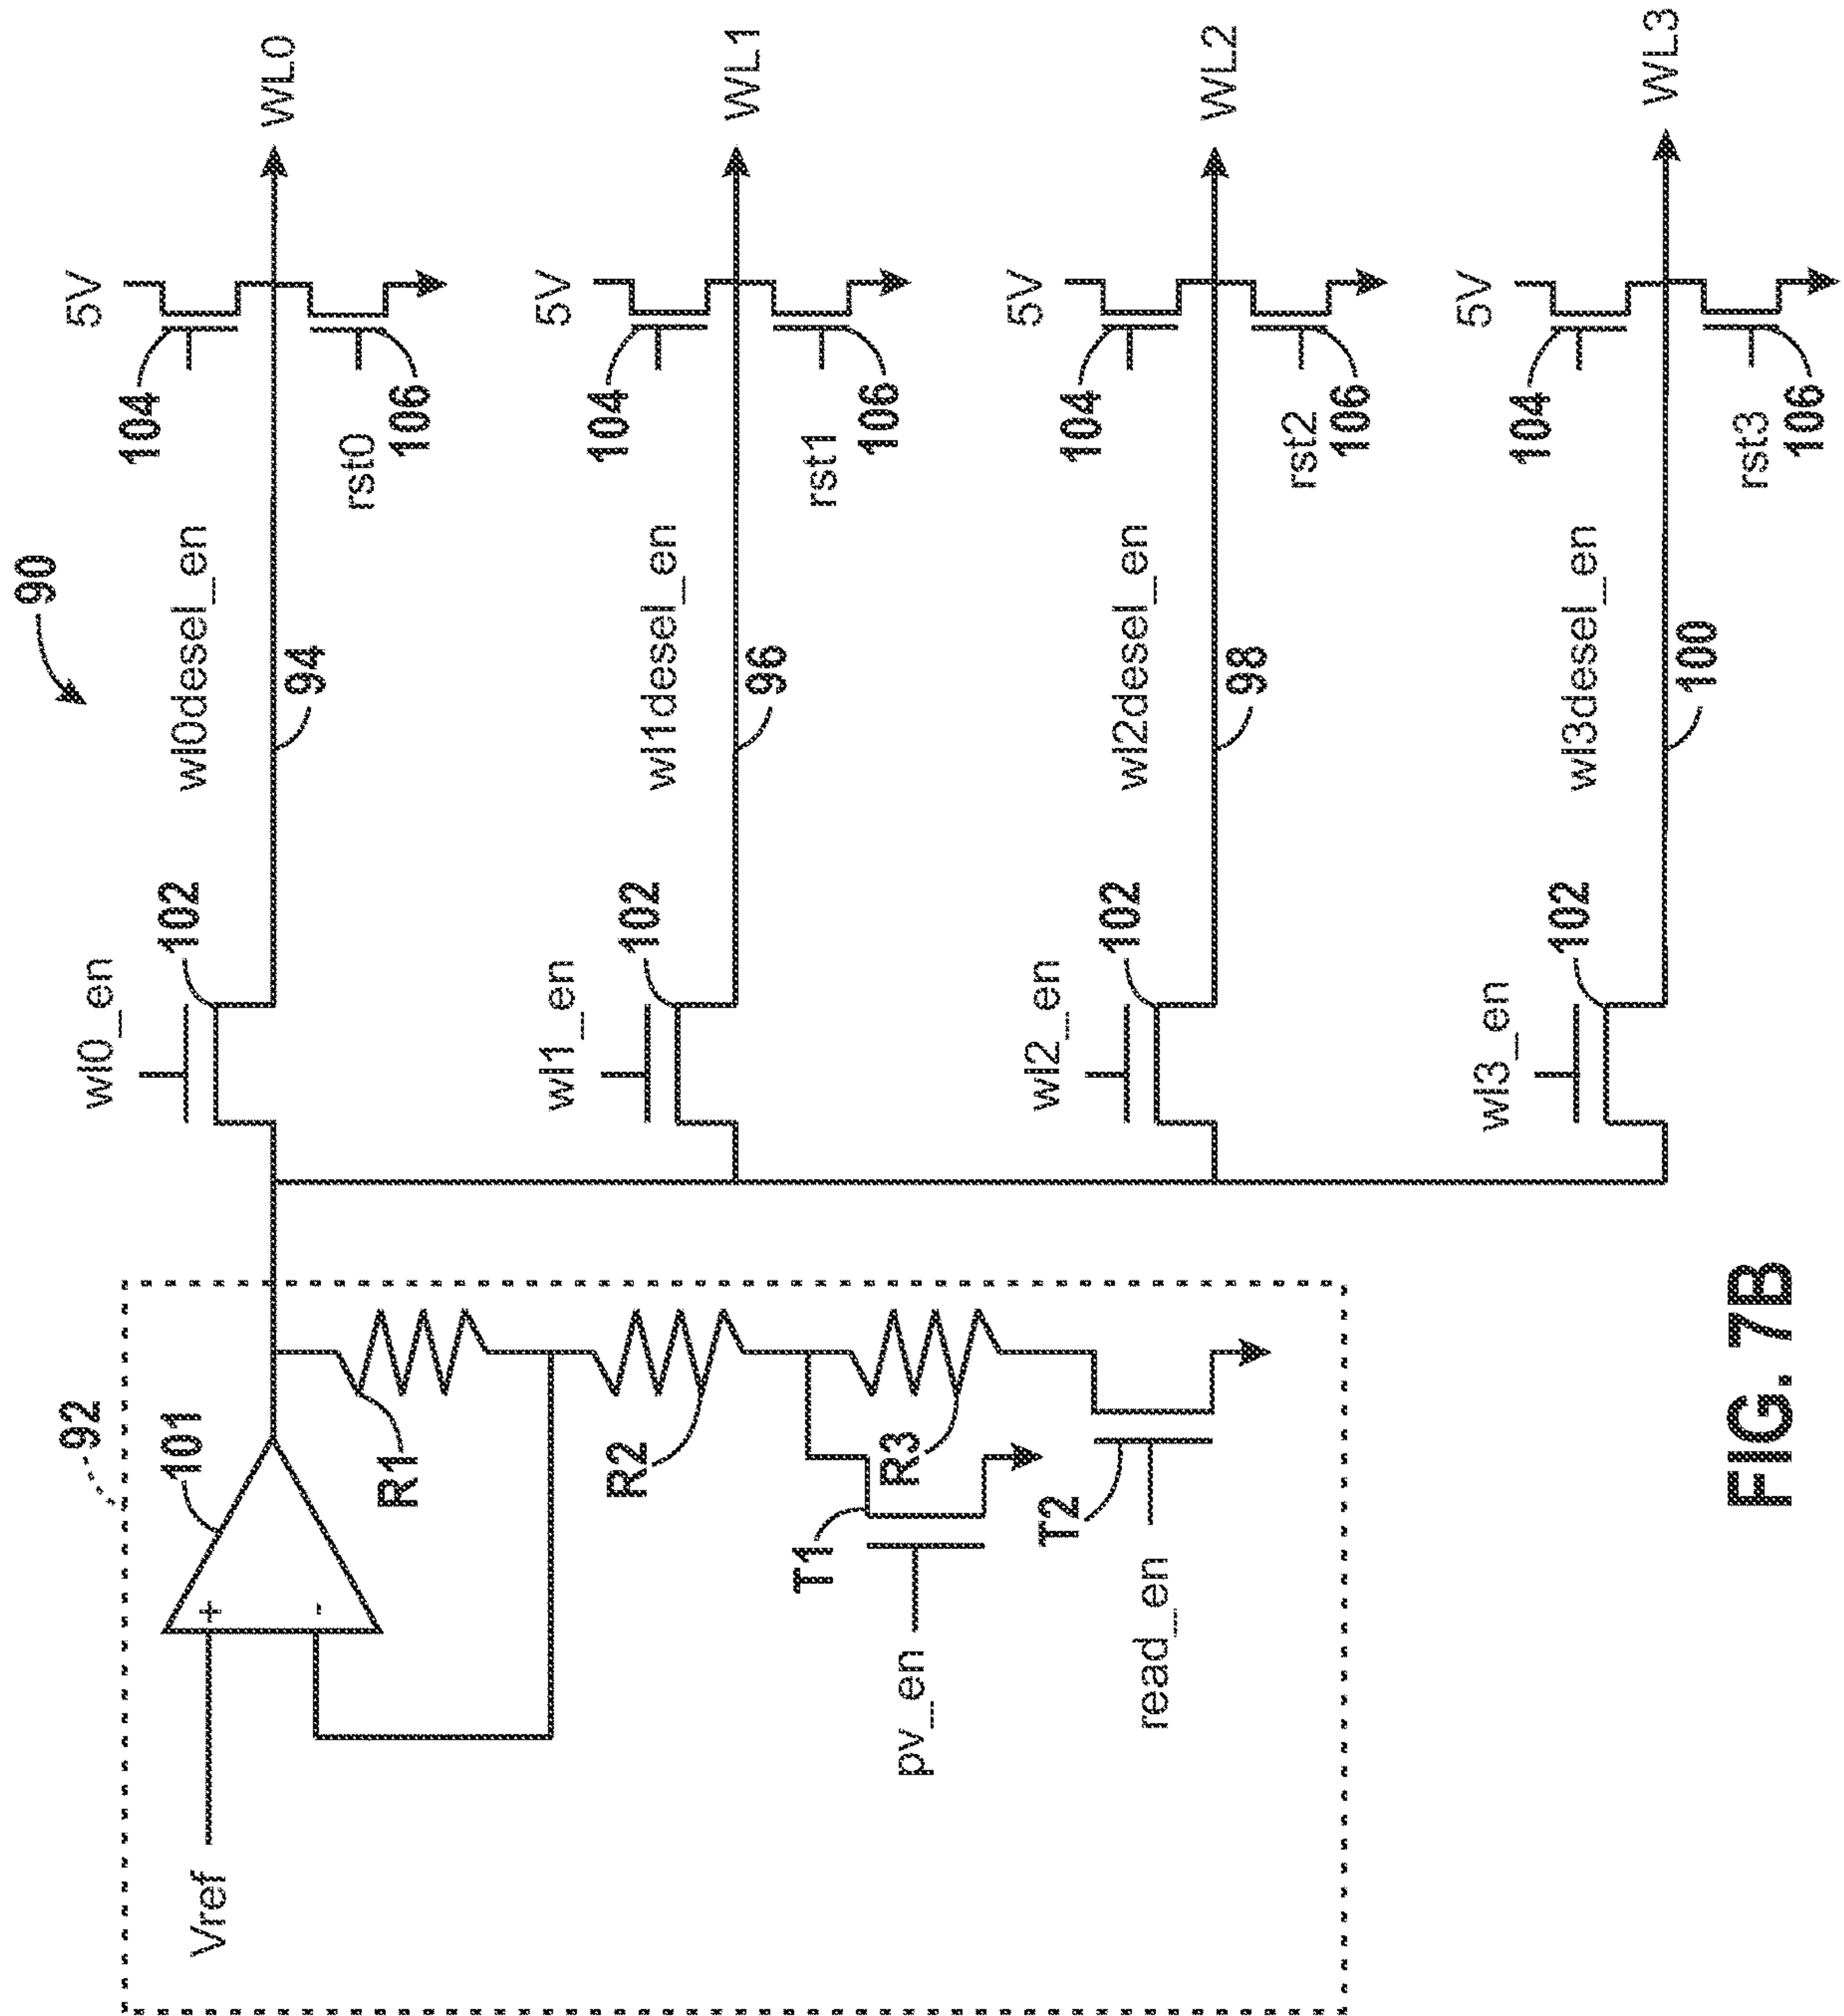 90
92
101
Vref
+
-
R1
R2
R3
T1
T2
pv_en
read_en
wl0_en
102
94
wl0desel_en
5V
104
rst0
106
WL0
wl1_en
102
96
wl1desel_en
5V
104
rst1
106
WL1
wl2_en
102
98
wl2desel_en
5V
104
rst2
106
WL2
wl3_en
102
100
wl3desel_en
5V
104
rst3
106
WL3
FIG. 7B